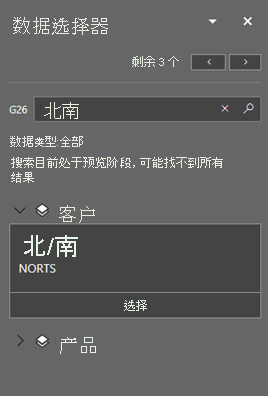 数据选择器
剩余 3 个
G26
北南
数据类型:全部
搜索目前处于预览阶段, 可能找不到所有
结果
客户
北/南
NORTS
选择
产品